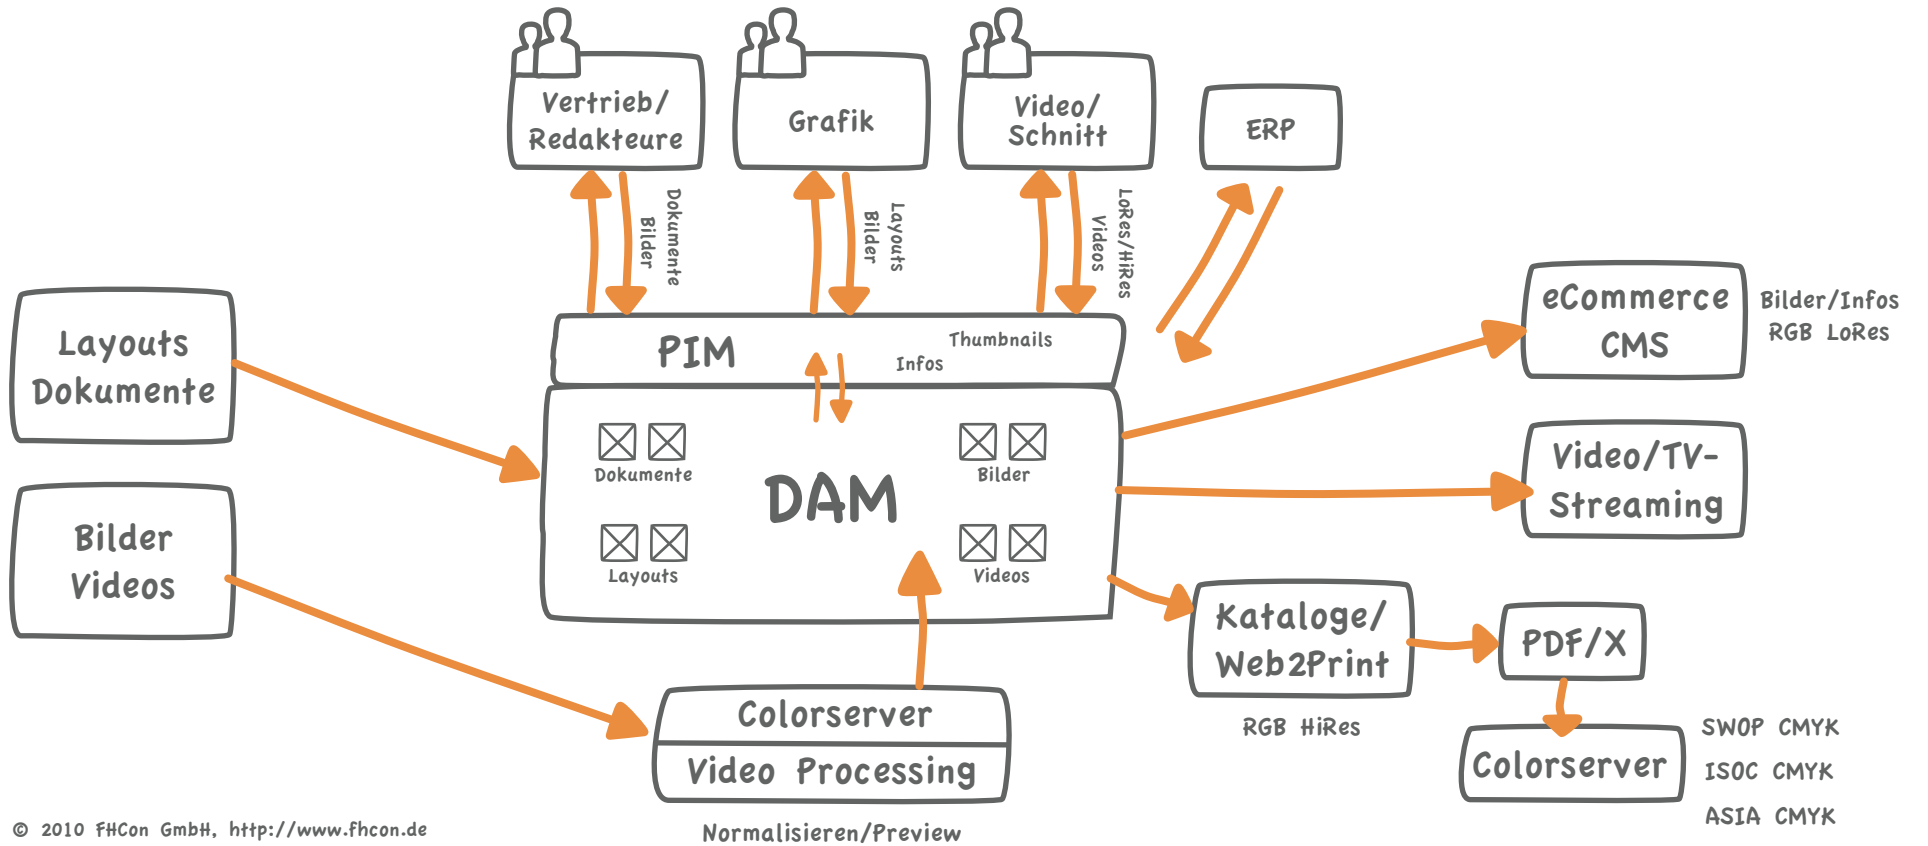 Vertrieb/
Redakteure
Grafik
Video/
Schnitt
ERP
Dokumente
Bilder
Layouts
Bilder
LoRes/HiRes
Videos
Layouts
Dokumente
Bilder
Videos
PIM
Thumbnails
Infos
Dokumente
Bilder
DAM
Layouts
Videos
eCommerce
CMS
Bilder/Infos
RGB LoRes
Video/TV-
Streaming
Kataloge/
Web2Print
RGB HiRes
PDF/X
Colorserver
SWOP CMYK
ISOC CMYK
ASIA CMYK
Colorserver
Video Processing
Normalisieren/Preview
© 2010 FHCon GmbH, http://www.fhcon.de